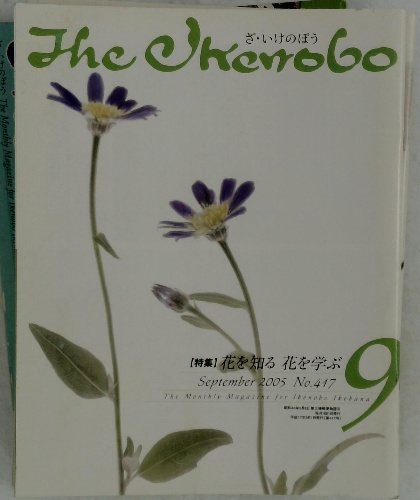 The Ikenobo
ざ・いけのぼう
【特集】花を知る 花を学ぶ
September 2005 No.417
9
The Monthly Magazine for Ikenobo Ikebana
The Monthly Magazine for Ikenobo